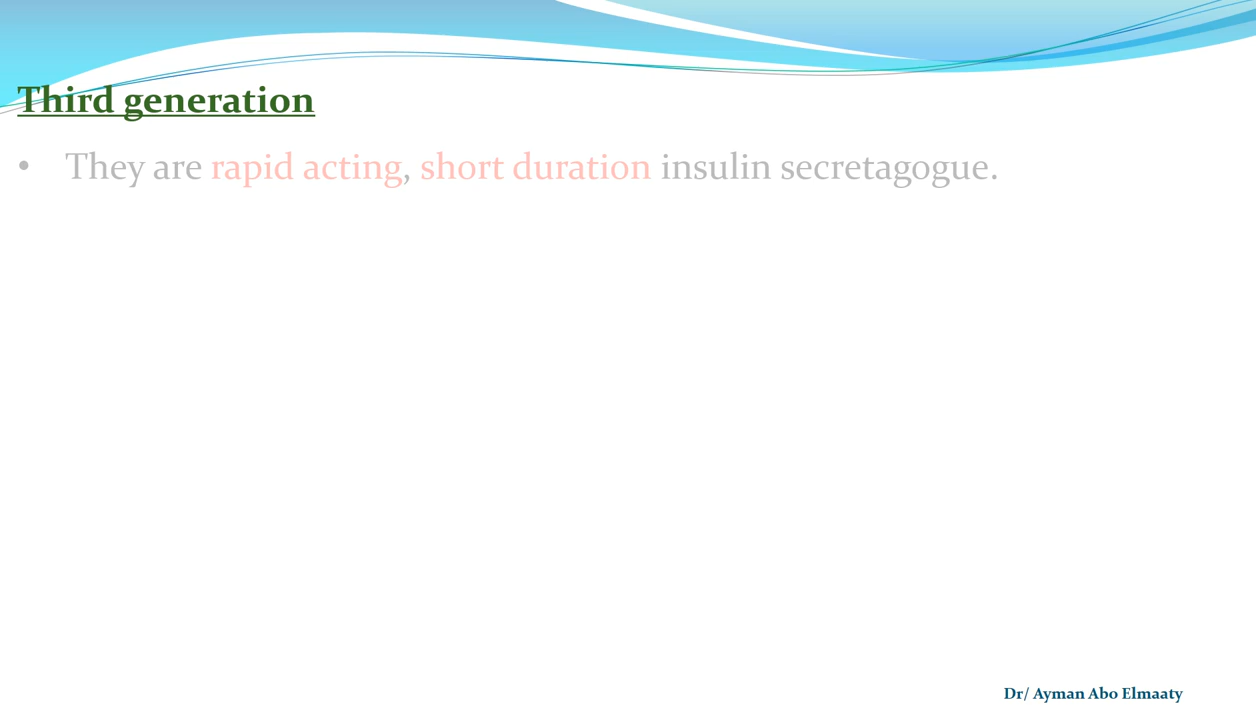 Third generation
• They are rapid acting, short duration insulin secretagogue.
Dr/ Ayman Abo Elmaaty